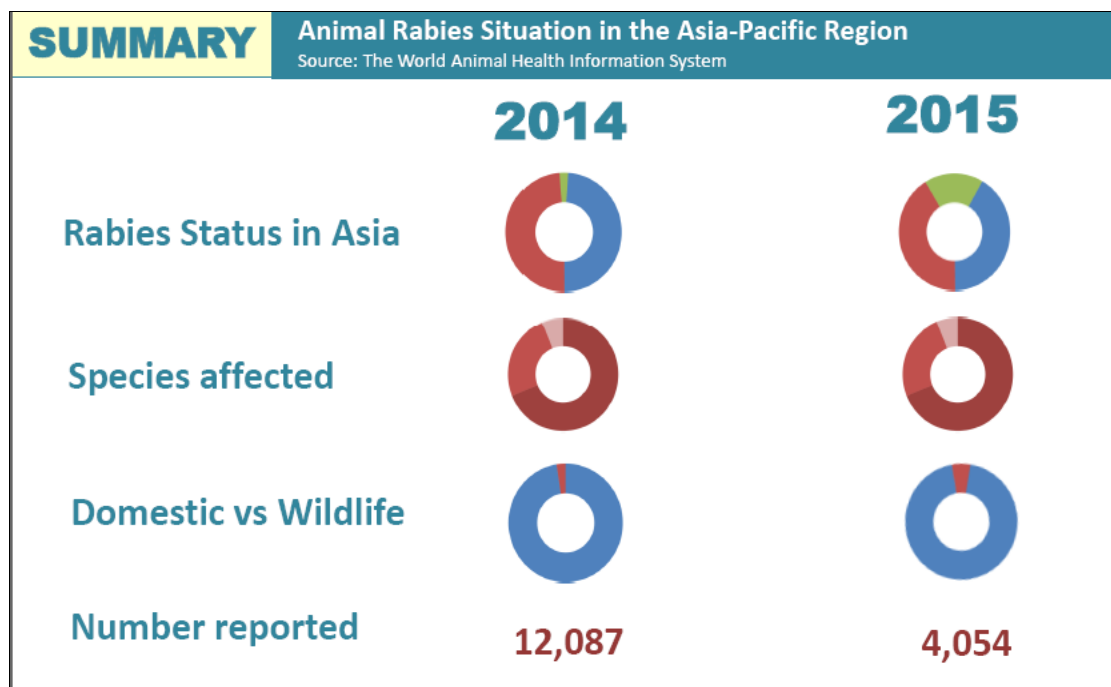 SUMMARY
Animal Rabies Situation in the Asia-Pacific Region
Source: The World Animal Health Information System
2014
2015
Rabies Status in Asia
Species affected
Domestic vs Wildlife
Number reported
12,087
4,054